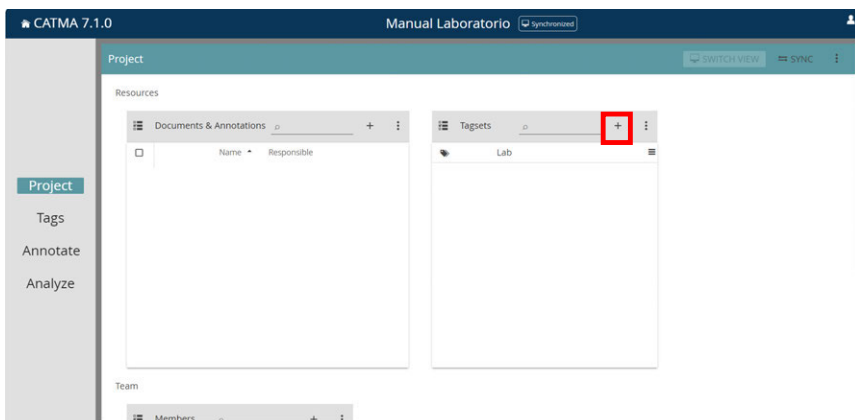 CATMA 7.1.0
Manual Laboratorio Synchronized
Project
SWITCH VIEW SYNC
Resources
Documents & Annotations
Name Responsible
Tagsets
Lab
Project
Tags
Annotate
Analyze
Team
Members